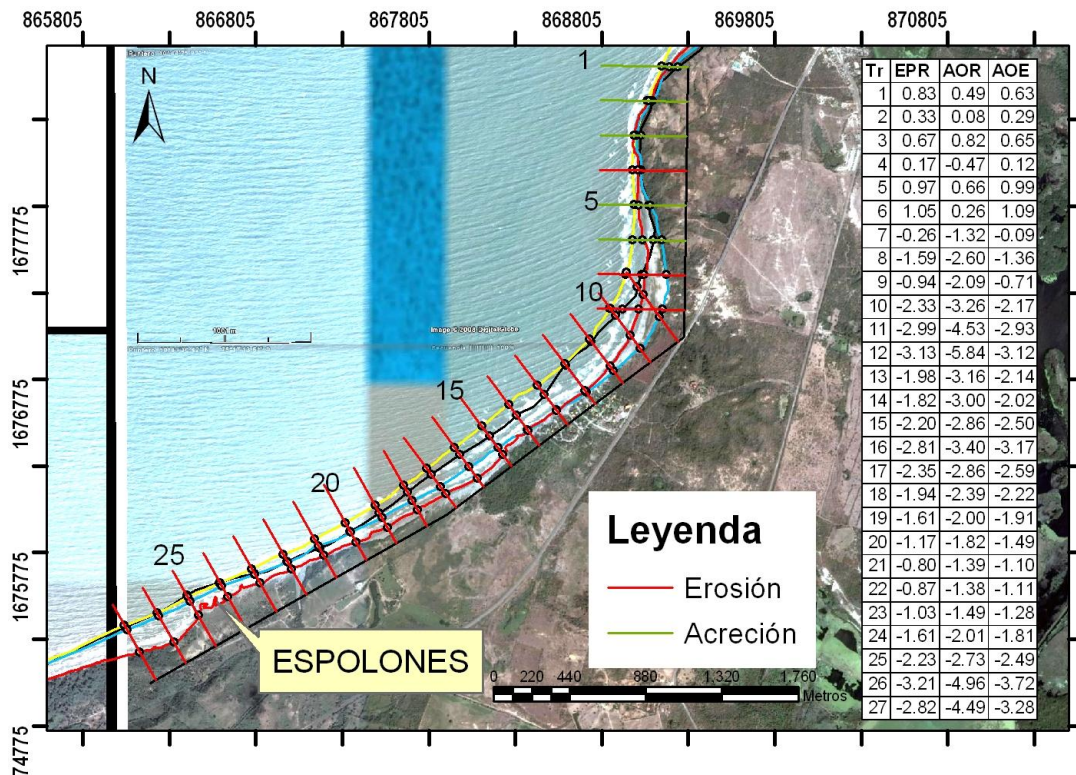 865805 866805 867805 868805 869805 870805
N
1
5
10
15
20
25
1677775
1676775
1675775
74775
Image © 2008 Digital Globe
Tr EPR AOR AOE
1 0.83 0.49 0.63
2 0.33 0.08 0.29
3 0.67 0.82 0.65
4 0.17 -0.47 0.12
5 0.97 0.66 0.99
6 1.05 0.26 1.09
7 -0.26 -1.32 -0.09
8 -1.59 -2.60 -1.36
9 -0.94 -2.09 -0.71
10 -2.33 -3.26 -2.17
11 -2.99 -4.53 -2.93
12 -3.13 -5.84 -3.12
13 -1.98 -3.16 -2.14
14 -1.82 -3.00 -2.02
15 -2.20 -2.86 -2.50
16 -2.81 -3.40 -3.17
17 -2.35 -2.86 -2.59
18 -1.94 -2.39 -2.22
19 -1.61 -2.00 -1.91
20 -1.17 -1.82 -1.49
21 -0.80 -1.39 -1.10
22 -0.87 -1.38 -1.11
23 -1.03 -1.49 -1.28
24 -1.61 -2.01 -1.81
25 -2.23 -2.73 -2.49
26 -3.21 -4.96 -3.72
27 -2.82 -4.49 -3.28
Leyenda
Erosión
Acreción
ESPOLONES
0 220 440 880 1.320 1.760
Metros